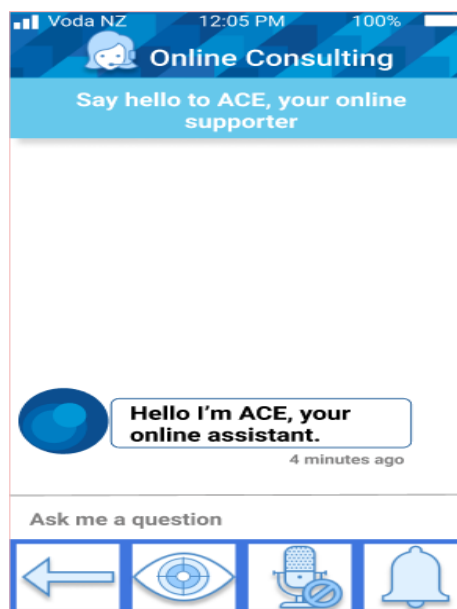 Voda NZ 12:05 PM 100%
Online Consulting
Say hello to ACE, your online
supporter
Hello I'm ACE, your
online assistant.
4 minutes ago
Ask me a question